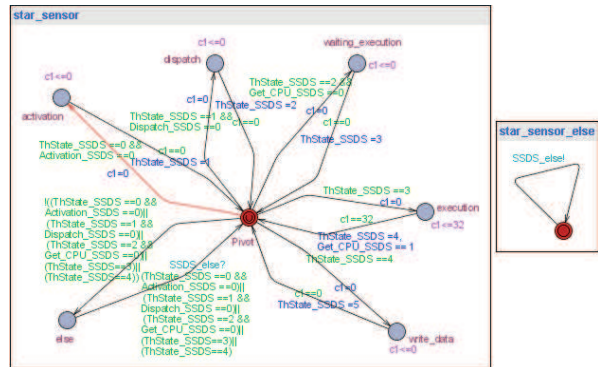 star_sensor
c1<=0
dispatch
waiting_execution
c1<=0
c1<=0
activation
ThState_SSDS ==2 &&
Get_CPU_SSDS ==0
c1=0
c1=0
ThState_SSDS =2
ThState_SSDS ==1 &&
Dispatch_SSDS ==0
c1==0
c1==0
ThState_SSDS =3
ThState_SSDS ==0 &&
Activation_SSDS ==0
c1=0
c1==0
ThState_SSDS =1
ThState_SSDS ==3
c1=0
execution
c1<=32
c1==32
ThState_SSDS =4,
Get_CPU_SSDS == 1
Pivot
ThState_SSDS ==4
!((ThState_SSDS ==0 &&
Activation_SSDS ==0)||
(ThState_SSDS ==1 &&
Dispatch_SSDS ==0)||
(ThState_SSDS ==2 &&
Get_CPU_SSDS ==0)||
(ThState_SSDS==3)||
(ThState_SSDS==4))
SSDS_else?
(ThState_SSDS ==0 &&
Activation_SSDS ==0)||
(ThState_SSDS ==1 &&
Dispatch_SSDS ==0)||
(ThState_SSDS ==2 &&
Get_CPU_SSDS ==0)||
(ThState_SSDS==3)||
(ThState_SSDS==4)
c1==0
c1=0
ThState_SSDS =5
else
write_data
c1<=0
star_sensor_else
SSDS_else!